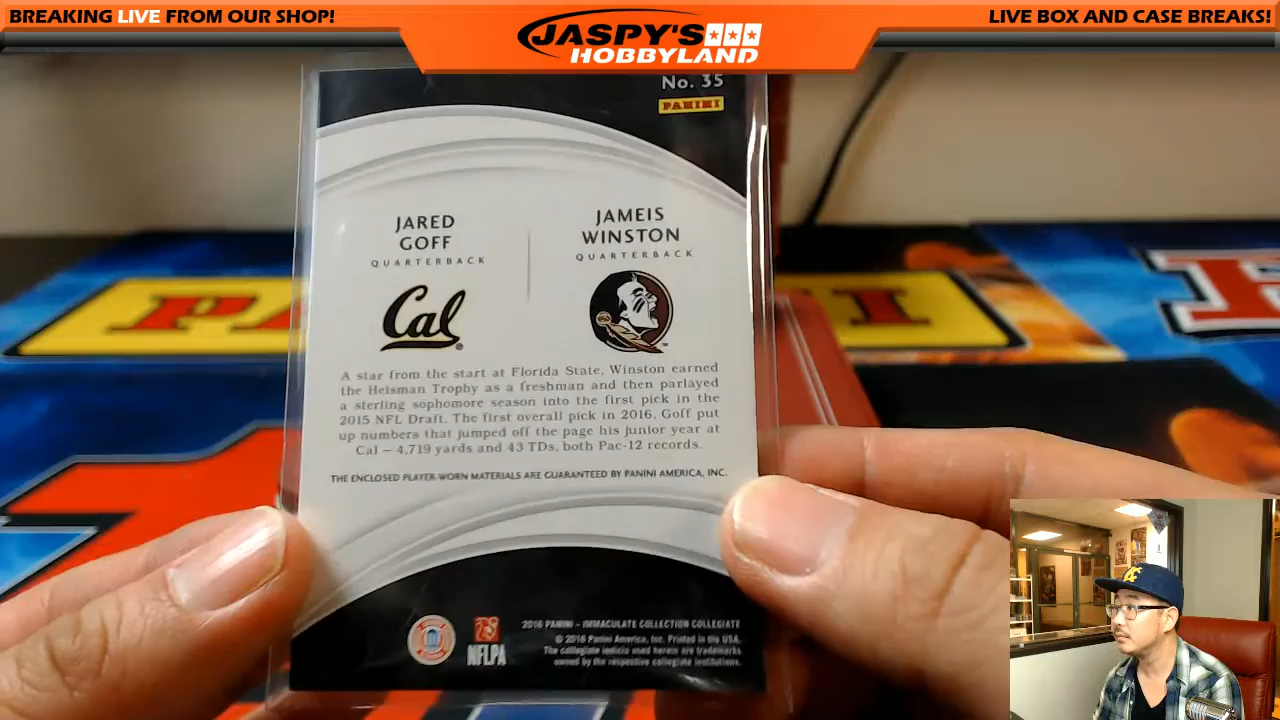 BREAKING LIVE FROM OUR SHOP!
JASPY'S
HOBBYLAND
LIVE BOX AND CASE BREAKS!
No. 35
PANINI
JARED
GOFF
QUARTERBACK
Cal
JAMEIS
WINSTON
QUARTERBACK
A star from the start at Florida State, Winston earned
the Heisman Trophy as a freshman and then parlayed
a sterling sophomore season into the first pick in the
2015 NFL Draft. The first overall pick in 2016, Goff put
up numbers that jumped off the page his junior year at
Cal – 4,719 yards and 43 TDs, both Pac-12 records.
THE ENCLOSED PLAYER-WORN MATERIALS ARE GUARANTEED BY PANINI AMERICA, INC.
NFLPA
2016 PANINI – IMMACULATE COLLECTION COLLEGIATE
© 2016 Panini America, Inc. Printed in the USA.
The collegiate indicia used herein are trademarks
owned by the respective collegiate institutions.